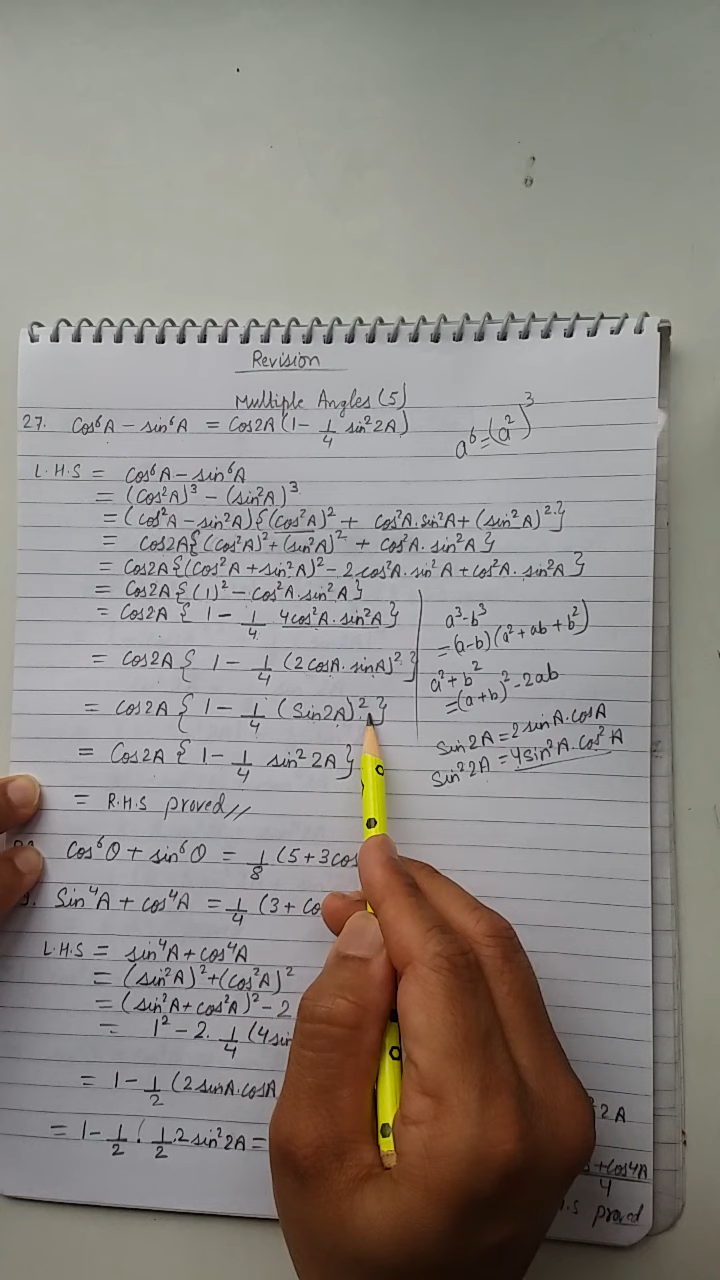 Revision
Multiple Angles (5)
27. Cos⁶A − sin⁶A = Cos2A (1 − 1/4 sin²2A)
a⁶ = (a²)³
L.H.S = Cos⁶A − sin⁶A
= (Cos²A)³ − (sin²A)³
= (cos²A − sin²A) {(Cos²A)² + cos²A.sin²A + (sin²A)²}
= cos2A {(cos²A)² + (sin²A)² + cos²A.sin²A}
= Cos2A {(Cos²A + sin²A)² − 2cos²A.sin²A + cos²A.sin²A}
= Cos2A {(1)² − cos²A.sin²A}
= Cos2A { 1 − 1/4 4cos²A.sin²A}
= cos2A { 1 − 1/4 (2cosA.sinA)²}
= cos2A { 1 − 1/4 (Sin2A)²}
= Cos2A { 1 − 1/4 sin²2A}
= R.H.S proved //
a³−b³
= (a−b) (a² + ab + b²)
a² + b²
= (a+b)² − 2ab
Sin2A = 2sinA.cosA
Sin²2A = 4sin²A.cos²A
Cos⁶θ + sin⁶θ = 1/8 (5 + 3cos
Sin⁴A + cos⁴A = 1/4 (3 + co
L.H.S = sin⁴A + cos⁴A
= (sin²A)² + (cos²A)²
= (sin²A + cos²A)² − 2
= 1² − 2. 1/4 (4sin
= 1 − 1/2 (2sinA.cosA
= 1 − 1/2 ( 1/2.2sin²2A =
2A
+ cos4A
4
.S proved